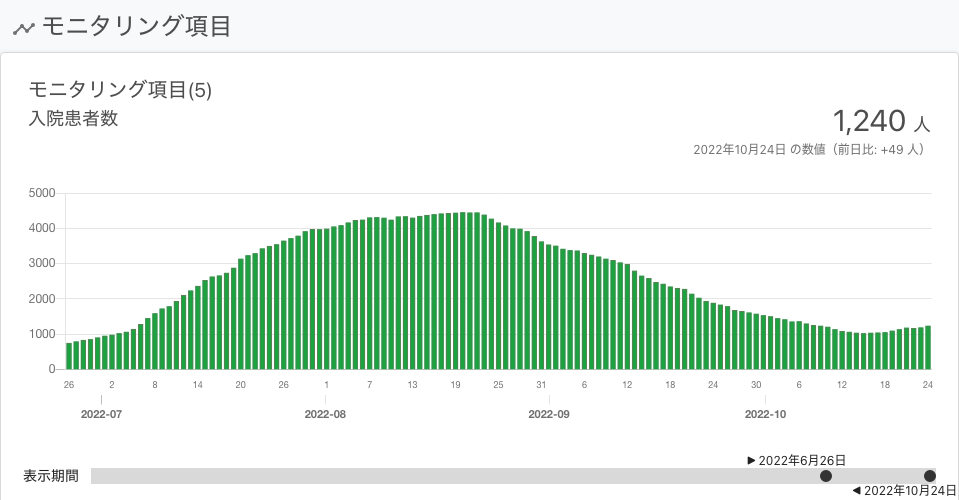 モニタリング項目
モニタリング項目(5)
入院患者数
1,240 人
2022年10月24日 の数値（前日比: +49 人）
5000
4000
3000
2000
1000
0
26 2 8 14 20 26 1 7 13 19 25 31 6 12 18 24 30 6 12 18 24
2022-07 2022-08 2022-09 2022-10
▶ 2022年6月26日
表示期間
◀ 2022年10月24日